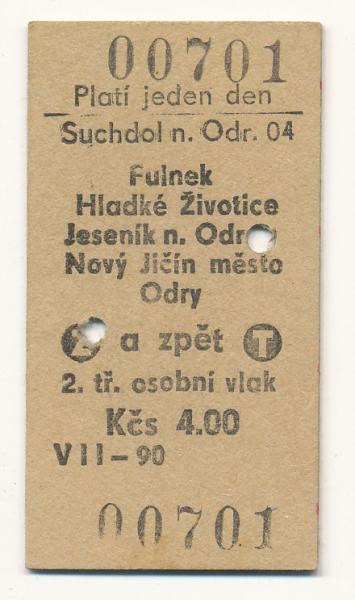 00701
Platí jeden den
Suchdol n. Odr. 04
Fulnek
Hladké Životice
Jeseník n. Odr
Nový Jičín město
Odry
Z a zpět T
2. tř. osobní vlak
Kčs 4.00
VII-90
00701